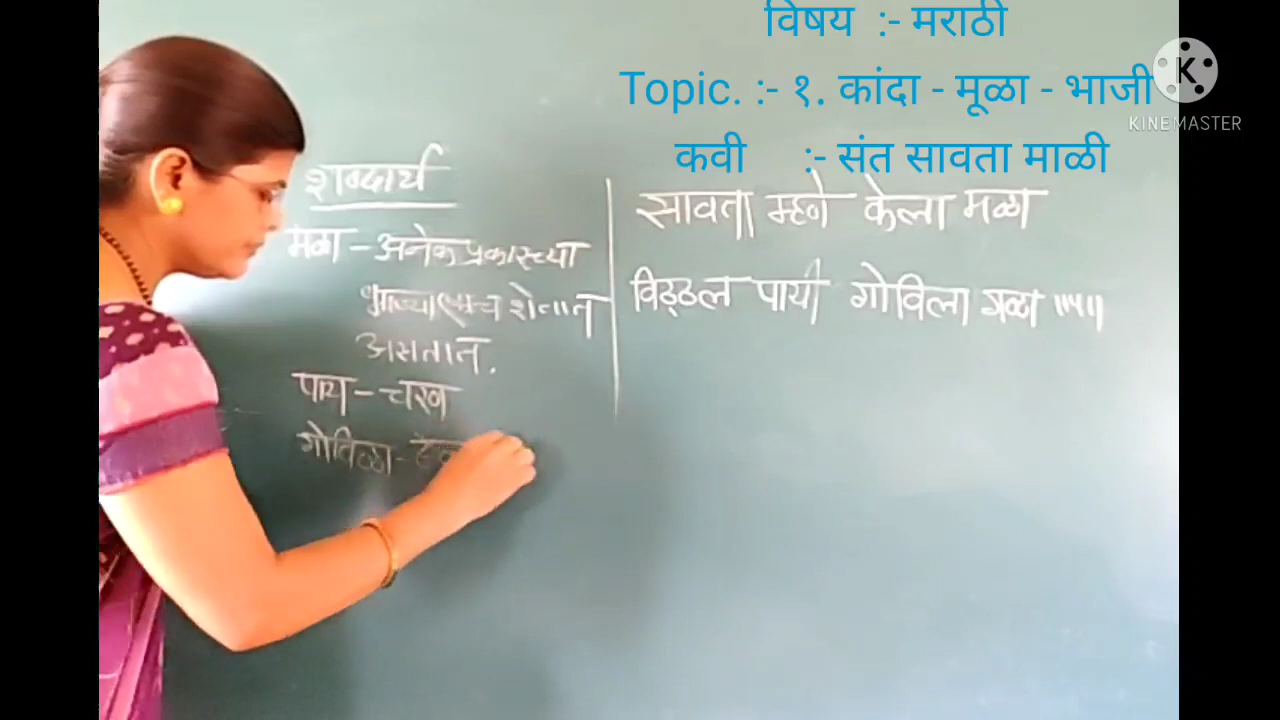 विषय :- मराठी
Topic. :- १. कांदा - मूळा - भाजी
कवी :- संत सावता माळी
KINEMASTER
शब्दार्थ
मळा - अनेक प्रकारच्या
भाज्या शेतात
असतात.
पाय - चरण
गोविळा -
सावता म्हणे केला मळा
विठ्ठल पायी गोविला गळा ॥५॥